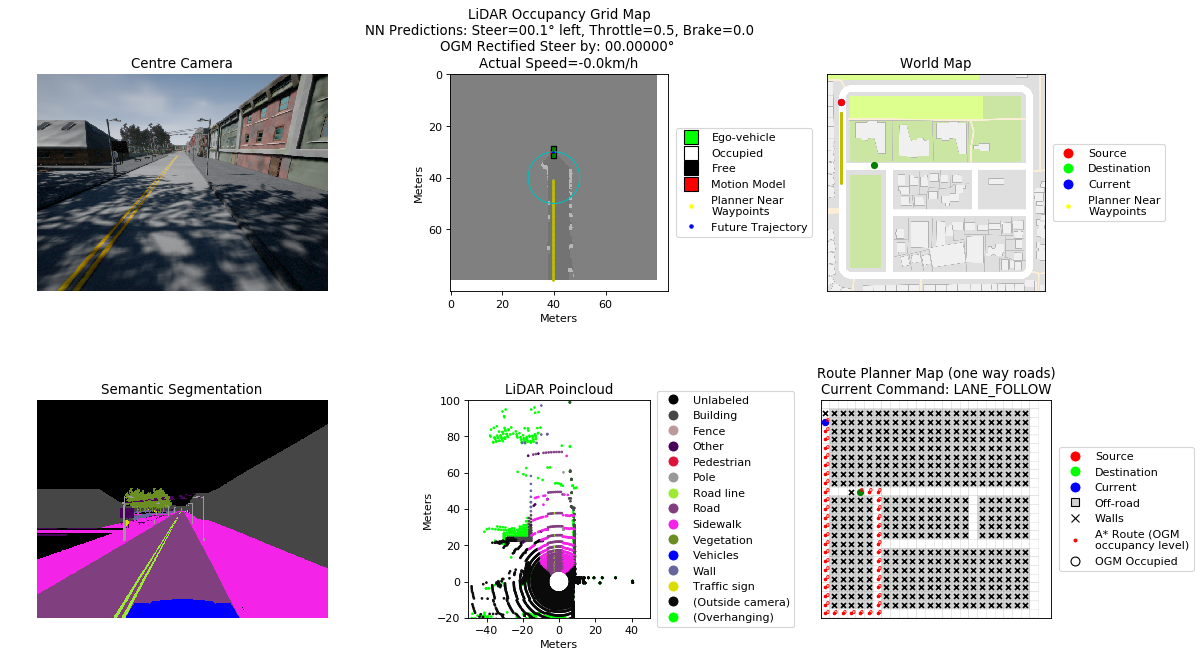 LiDAR Occupancy Grid Map
NN Predictions: Steer=00.1° left, Throttle=0.5, Brake=0.0
OGM Rectified Steer by: 00.00000°
Actual Speed=-0.0km/h
Centre Camera
0
20
40
60
Meters
0
20
40
60
Meters
Ego-vehicle
Occupied
Free
Motion Model
Planner Near
Waypoints
Future Trajectory
World Map
Source
Destination
Current
Planner Near
Waypoints
Semantic Segmentation
LiDAR Poincloud
100
80
60
40
20
0
−20
Meters
−40
−20
0
20
40
Meters
Unlabeled
Building
Fence
Other
Pedestrian
Pole
Road line
Road
Sidewalk
Vegetation
Vehicles
Wall
Traffic sign
(Outside camera)
(Overhanging)
Route Planner Map (one way roads)
Current Command: LANE_FOLLOW
Source
Destination
Current
Off-road
Walls
A* Route (OGM
occupancy level)
OGM Occupied